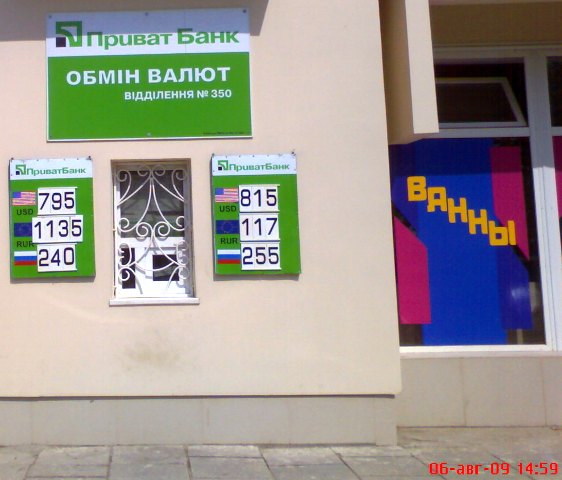 ПриватБанк
ОБМІН ВАЛЮТ
ВІДДІЛЕННЯ № 350
ПриватБанк
USD 795
1135
RUR 240
ПриватБанк
USD 815
117
RUR 255
ВАННЫ
06-авг-09 14:59